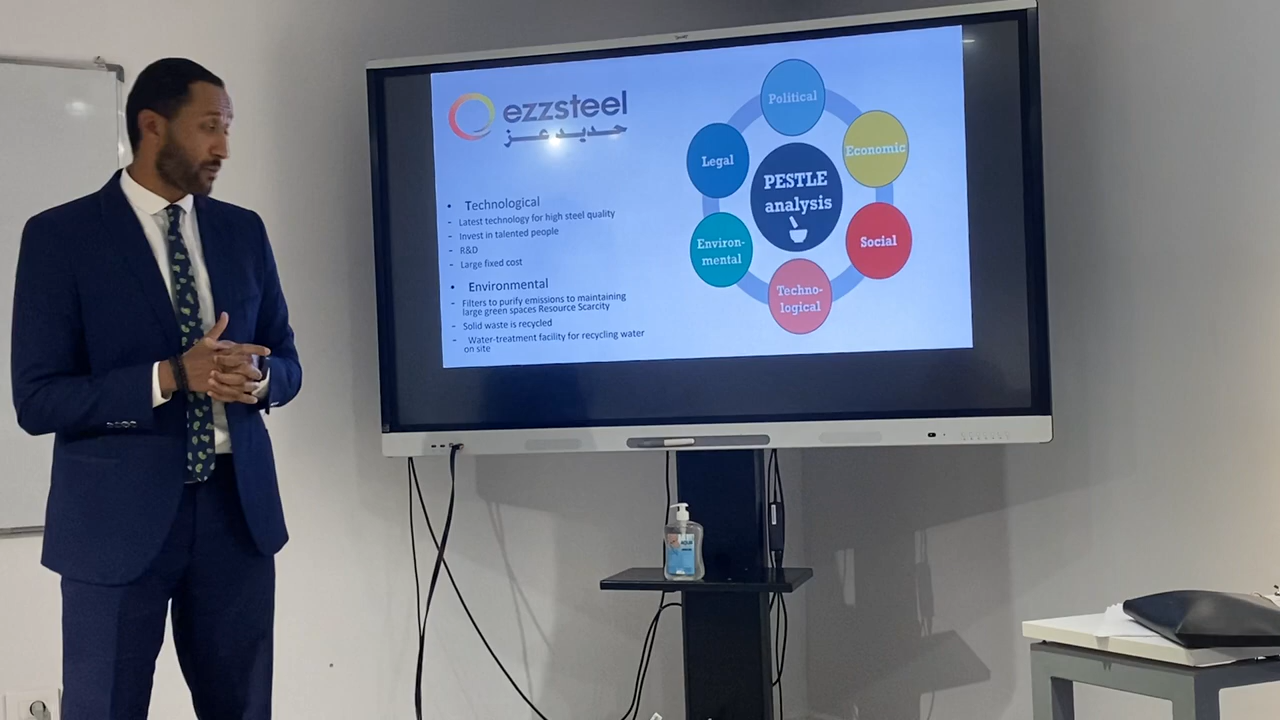 ezzsteel
حديد عز
• Technological
- Latest technology for high steel quality
- Invest in talented people
- R&D
- Large fixed cost
• Environmental
- Filters to purify emissions to maintaining
large green spaces Resource Scarcity
- Solid waste is recycled
- Water-treatment facility for recycling water
on site
PESTLE
analysis
Political
Economic
Social
Techno-
logical
Environ-
mental
Legal